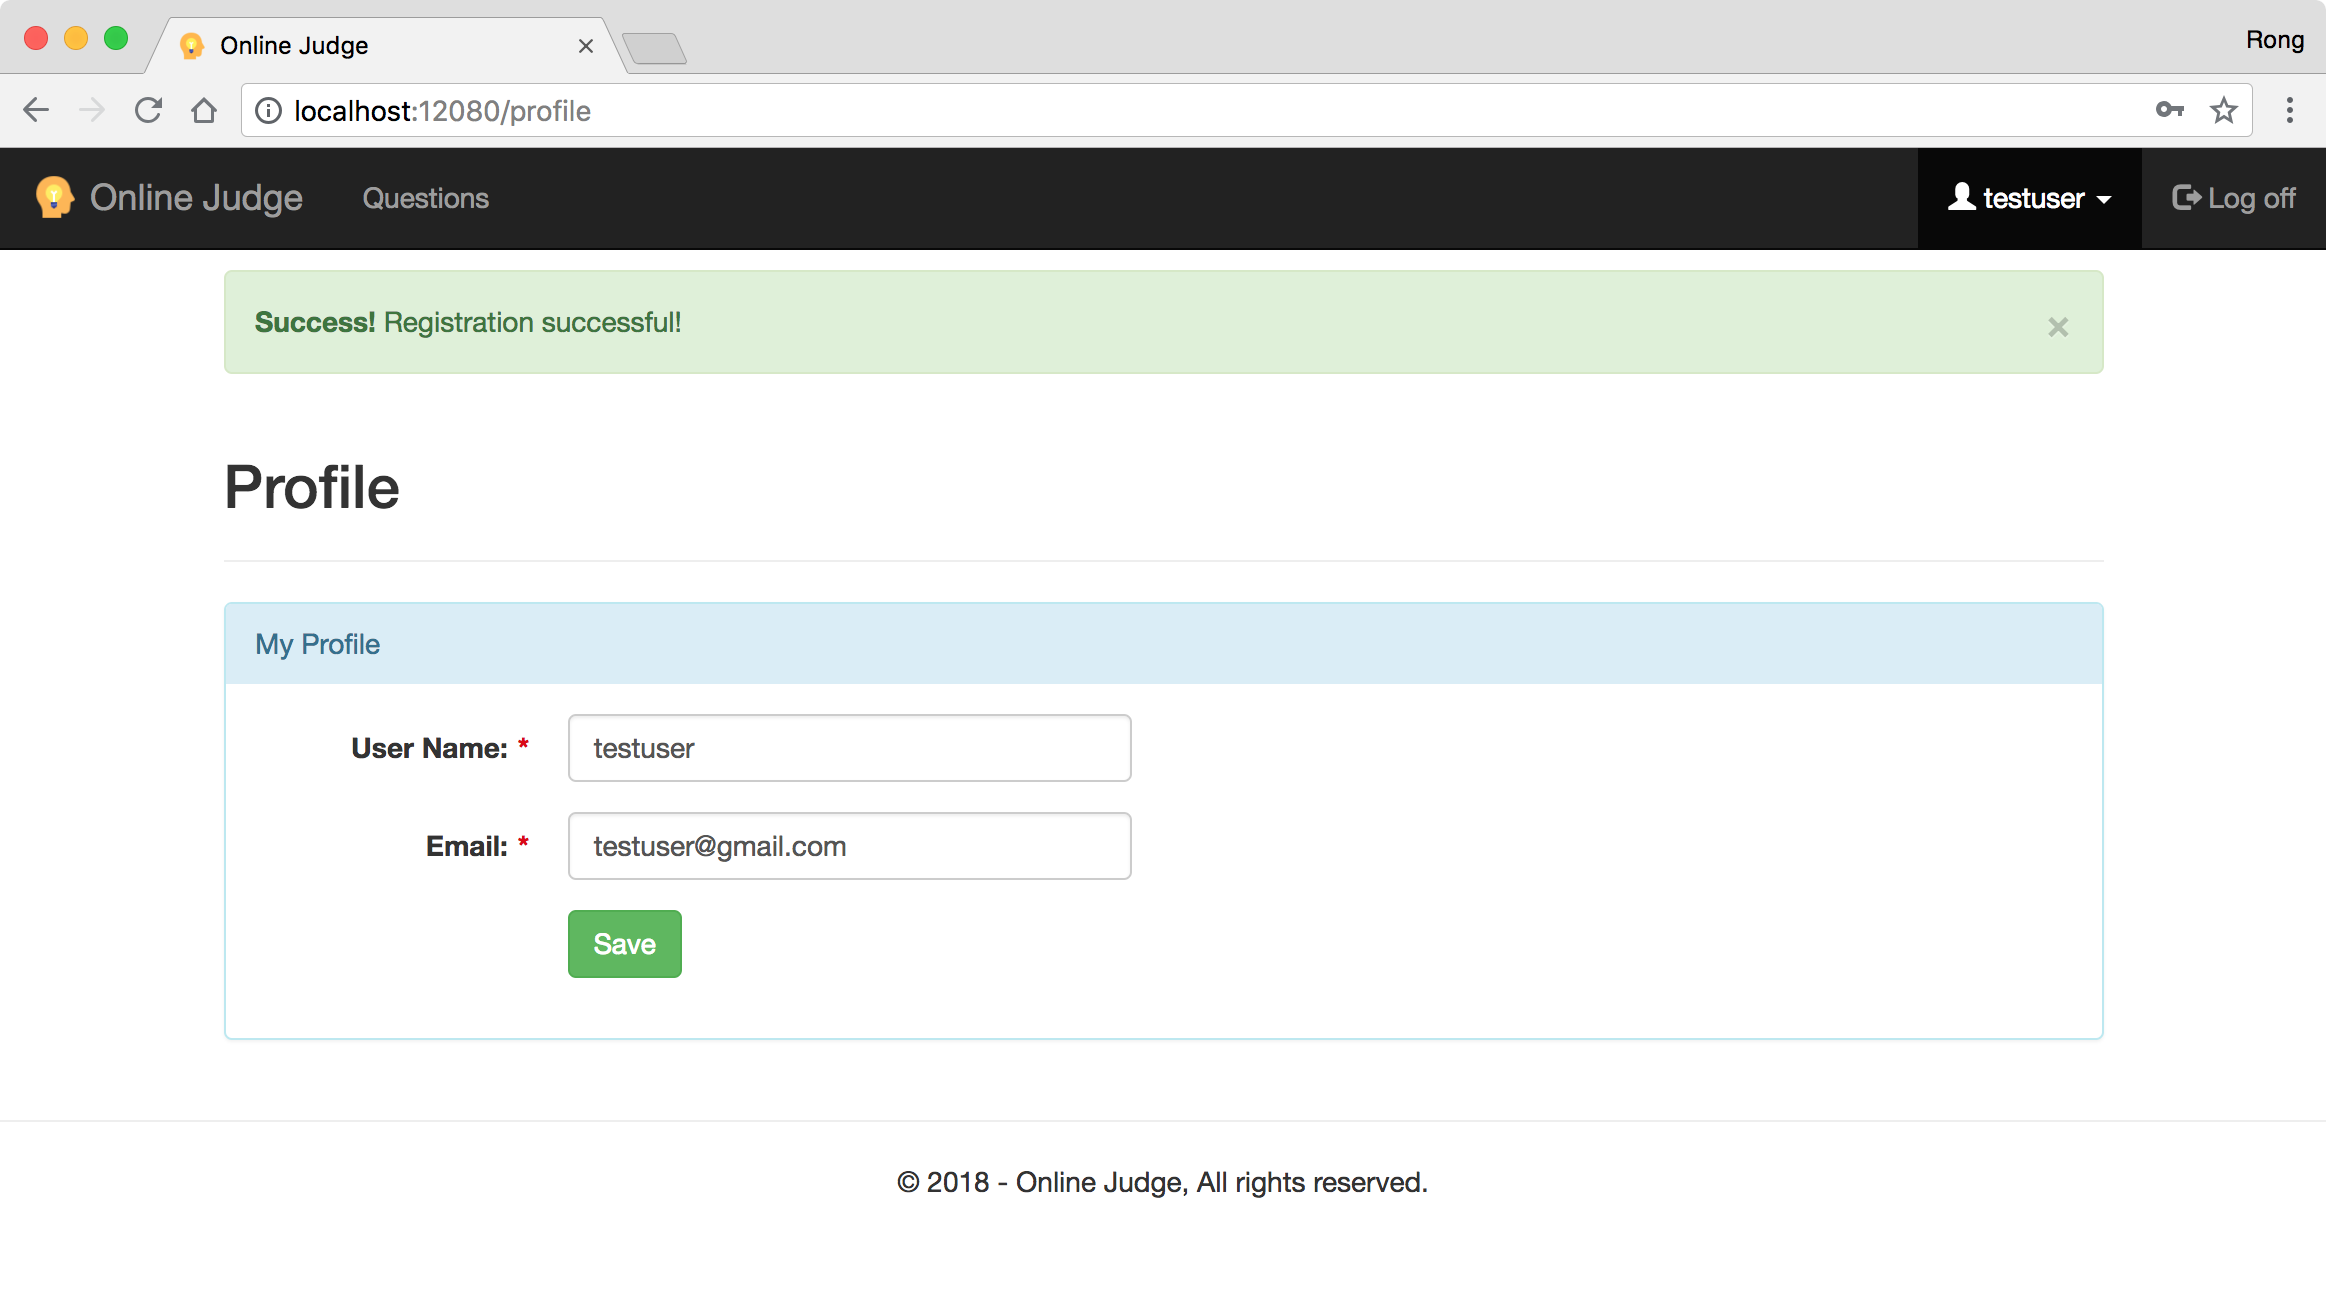 Online Judge
Rong
localhost:12080/profile
Online Judge Questions testuser Log off
Success! Registration successful!
×
Profile
My Profile
User Name: * testuser
Email: * testuser@gmail.com
Save
© 2018 - Online Judge, All rights reserved.